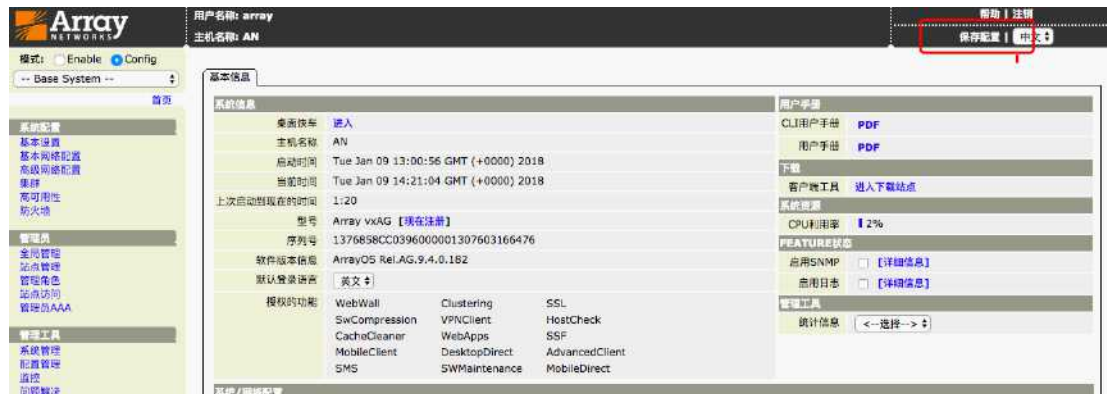 Array
NETWORKS
用户名称: array
主机名称: AN
帮助 | 注销
保存配置 | 中文
模式: Enable Config
-- Base System --
首页
系统配置
基本设置
基本网络配置
高级网络配置
集群
高可用性
防火墙
管理员
全局管理
站点管理
管理角色
站点访问
管理员AAA
管理工具
系统管理
配置管理
监控
问题解决
基本信息
系统信息
桌面快车 进入
主机名称 AN
启动时间 Tue Jan 09 13:00:56 GMT (+0000) 2018
当前时间 Tue Jan 09 14:21:04 GMT (+0000) 2018
上次启动到现在的时间 1:20
型号 Array vxAG [现在注册]
序列号 1376858CC0396000001307603166476
软件版本信息 ArrayOS Rel.AG.9.4.0.182
默认登录语言 英文
授权的功能 WebWall Clustering SSL
SwCompression VPNClient HostCheck
CacheCleaner WebApps SSF
MobileClient DesktopDirect AdvancedClient
SMS SWMaintenance MobileDirect
系统/网络配置
用户手册
CLI用户手册 PDF
用户手册 PDF
下载
客户端工具 进入下载站点
系统资源
CPU利用率 2%
FEATURE状态
启用SNMP [详细信息]
启用日志 [详细信息]
管理工具
统计信息 <--选择-->